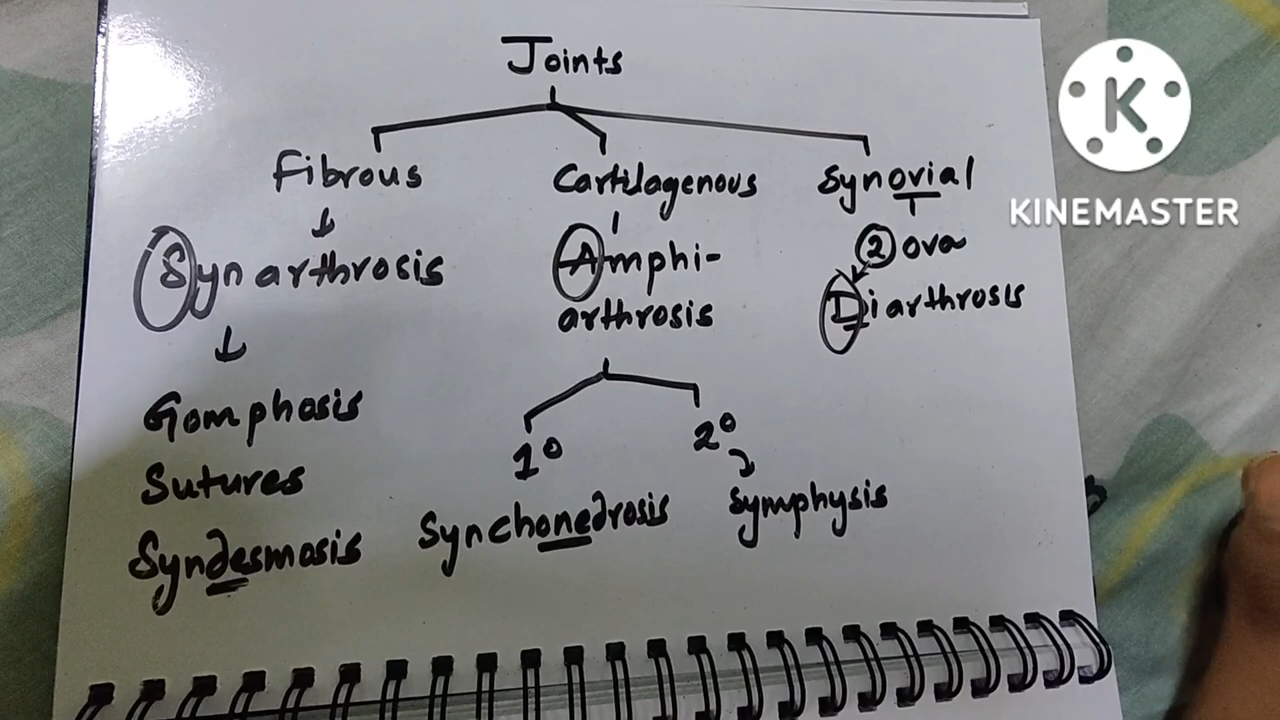 Joints
Fibrous
Cartilagenous
Synovial
Synarthrosis
Amphi-
arthrosis
2 ova
Diarthrosis
Gomphosis
Sutures
Syndesmosis
1°
2°
Synchonedrosis
Symphysis
K
KINEMASTER